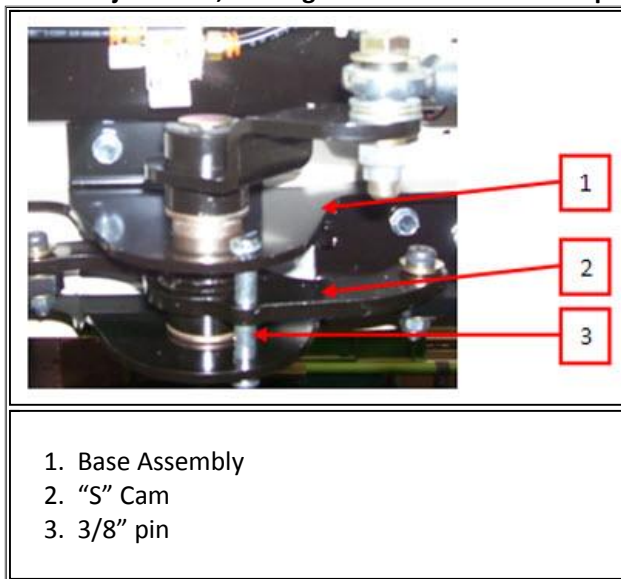 1
2
3
1. Base Assembly
2. “S” Cam
3. 3/8” pin